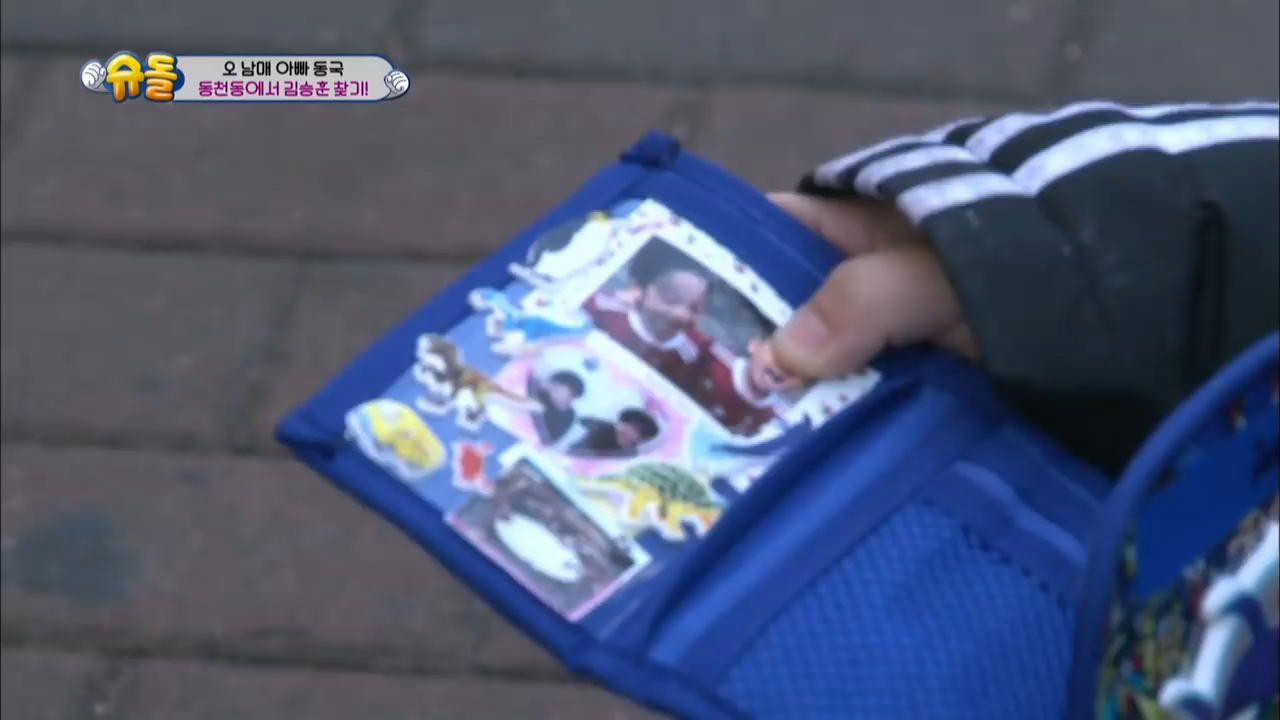 슈돌
오 남매 아빠 동국
동천동에서 김승훈 찾기!